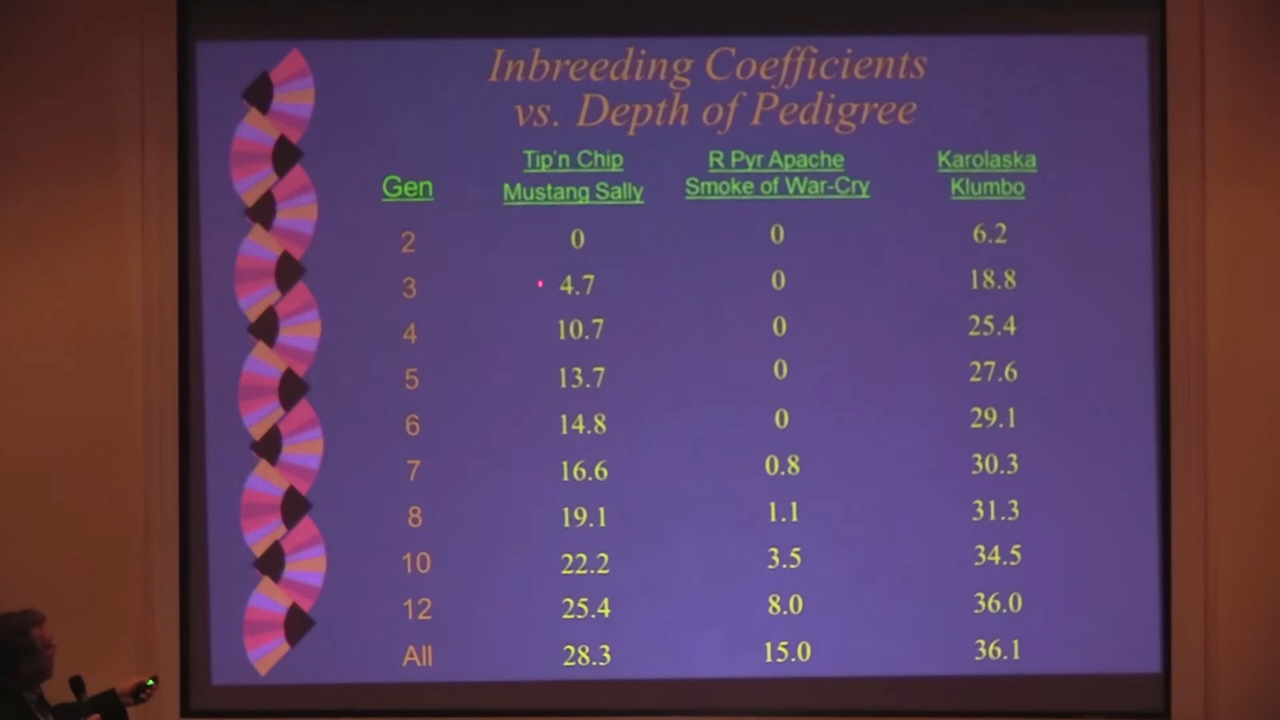 Inbreeding Coefficients
vs. Depth of Pedigree
Gen Tip'n Chip Mustang Sally R Pyr Apache Smoke of War-Cry Karolaska Klumbo
2 0 0 6.2
3 4.7 0 18.8
4 10.7 0 25.4
5 13.7 0 27.6
6 14.8 0 29.1
7 16.6 0.8 30.3
8 19.1 1.1 31.3
10 22.2 3.5 34.5
12 25.4 8.0 36.0
All 28.3 15.0 36.1